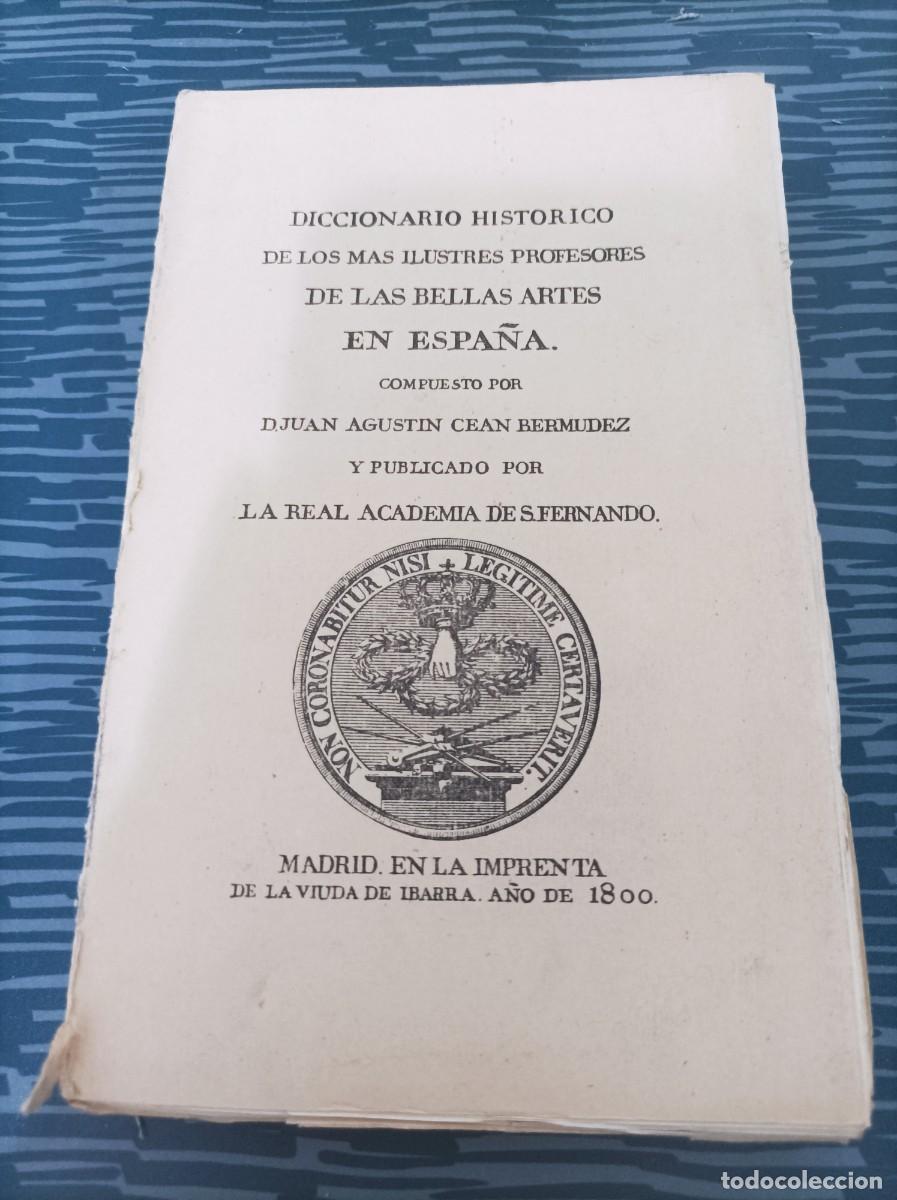 DICCIONARIO HISTORICO
DE LOS MAS ILUSTRES PROFESORES
DE LAS BELLAS ARTES
EN ESPAÑA.
COMPUESTO POR
D. JUAN AGUSTIN CEAN BERMUDEZ
Y PUBLICADO POR
LA REAL ACADEMIA DE S. FERNANDO.
NON CORONABITUR NISI LEGITIME CERTAVERIT.
MADRID. EN LA IMPRENTA
DE LA VIUDA DE IBARRA. AÑO DE 1800.
todocoleccion